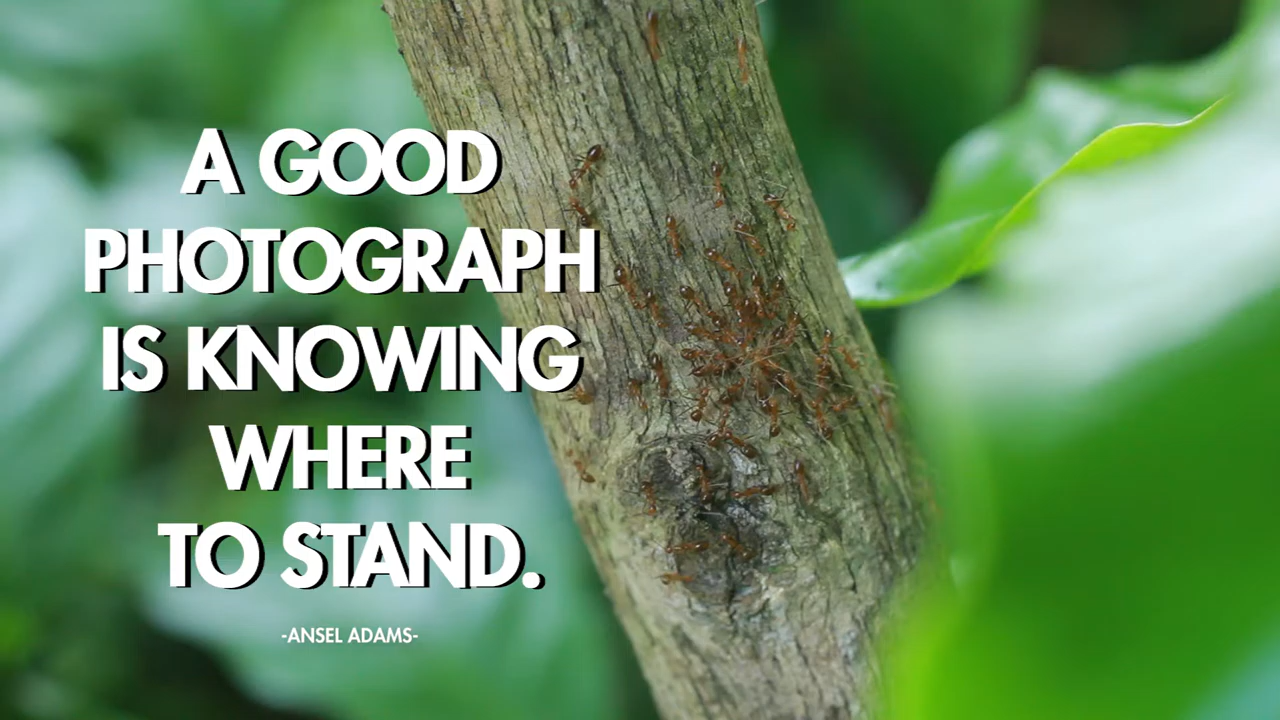 A GOOD
PHOTOGRAPH
IS KNOWING
WHERE
TO STAND.
-ANSEL ADAMS-